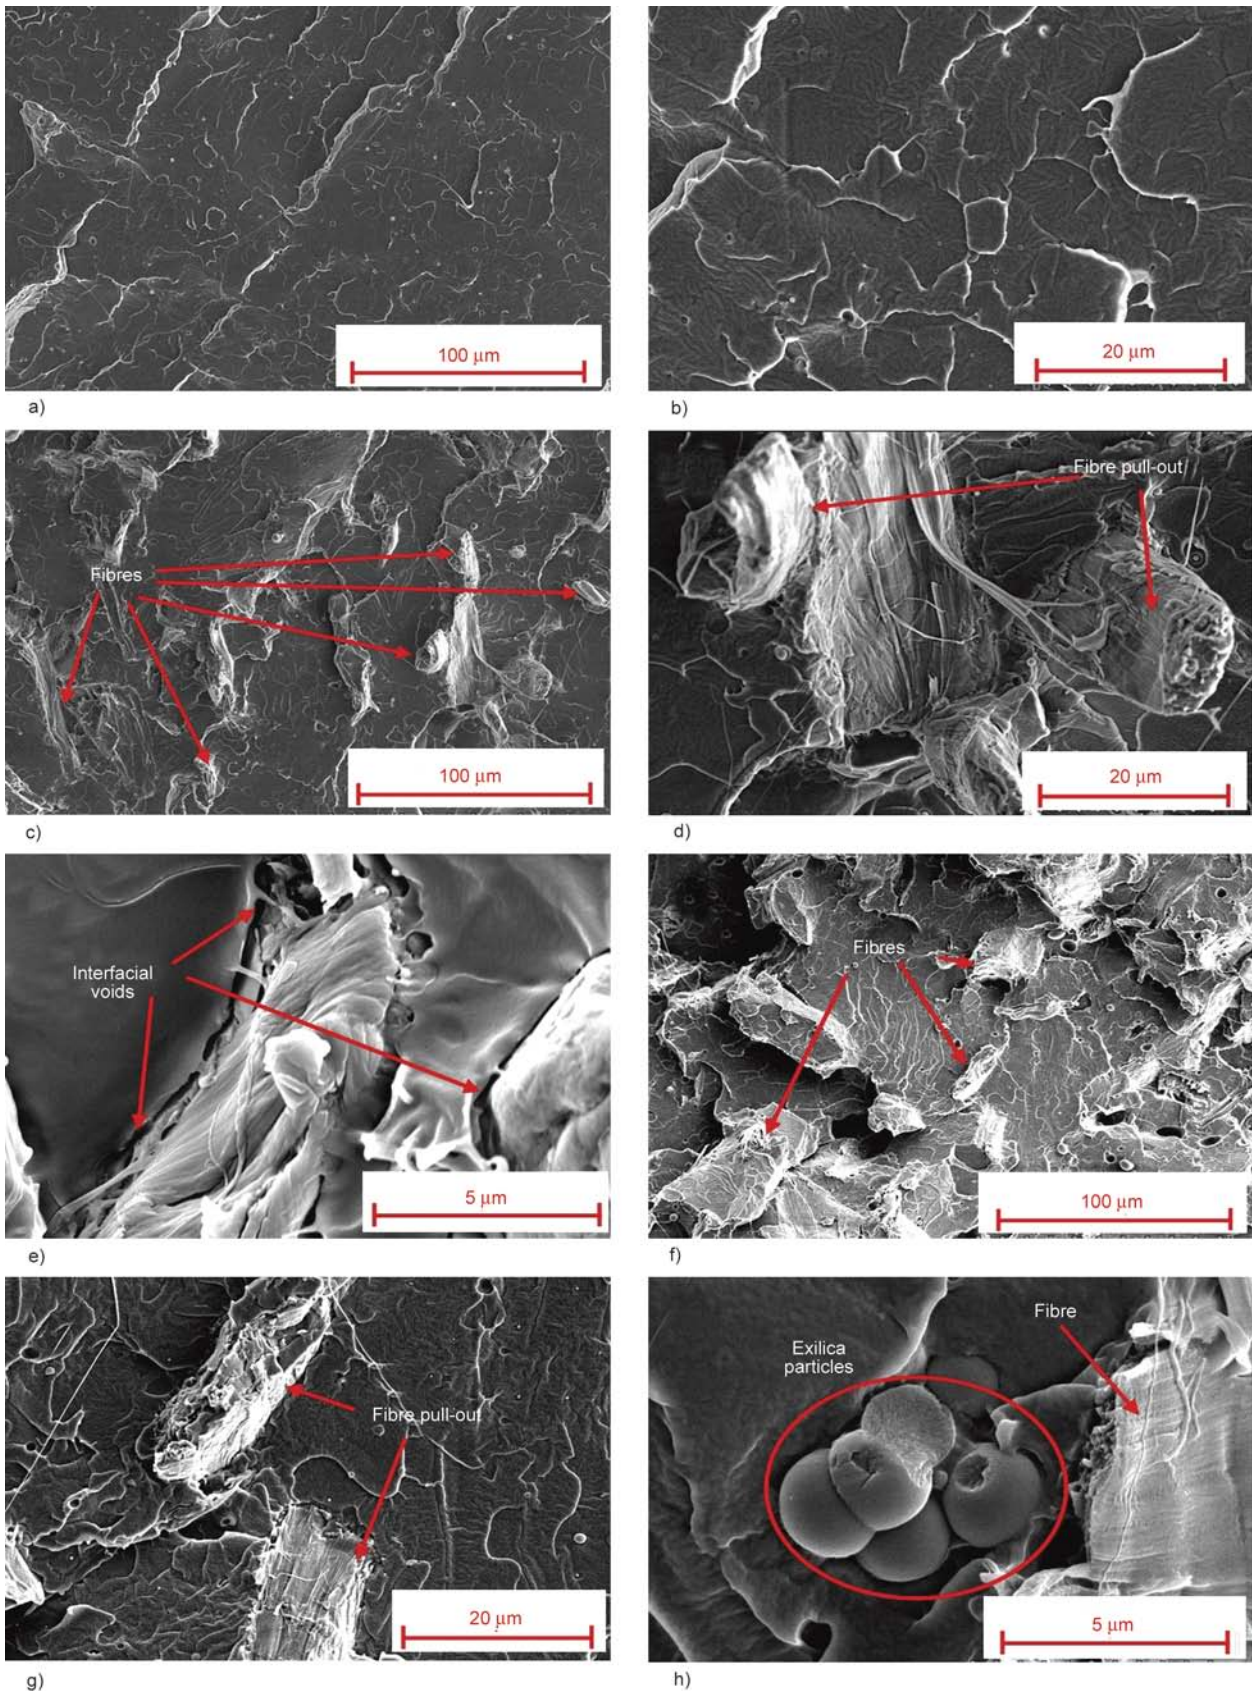 100 μm
20 μm
a)
b)
Fibres
Fibre pull-out
100 μm
20 μm
c)
d)
Interfacial
voids
Fibres
5 μm
100 μm
e)
f)
Fibre pull-out
Exilica
particles
Fibre
20 μm
5 μm
g)
h)